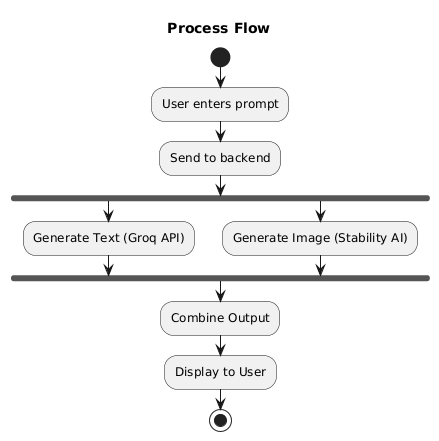 Process Flow
User enters prompt
Send to backend
Generate Text (Groq API)
Generate Image (Stability AI)
Combine Output
Display to User